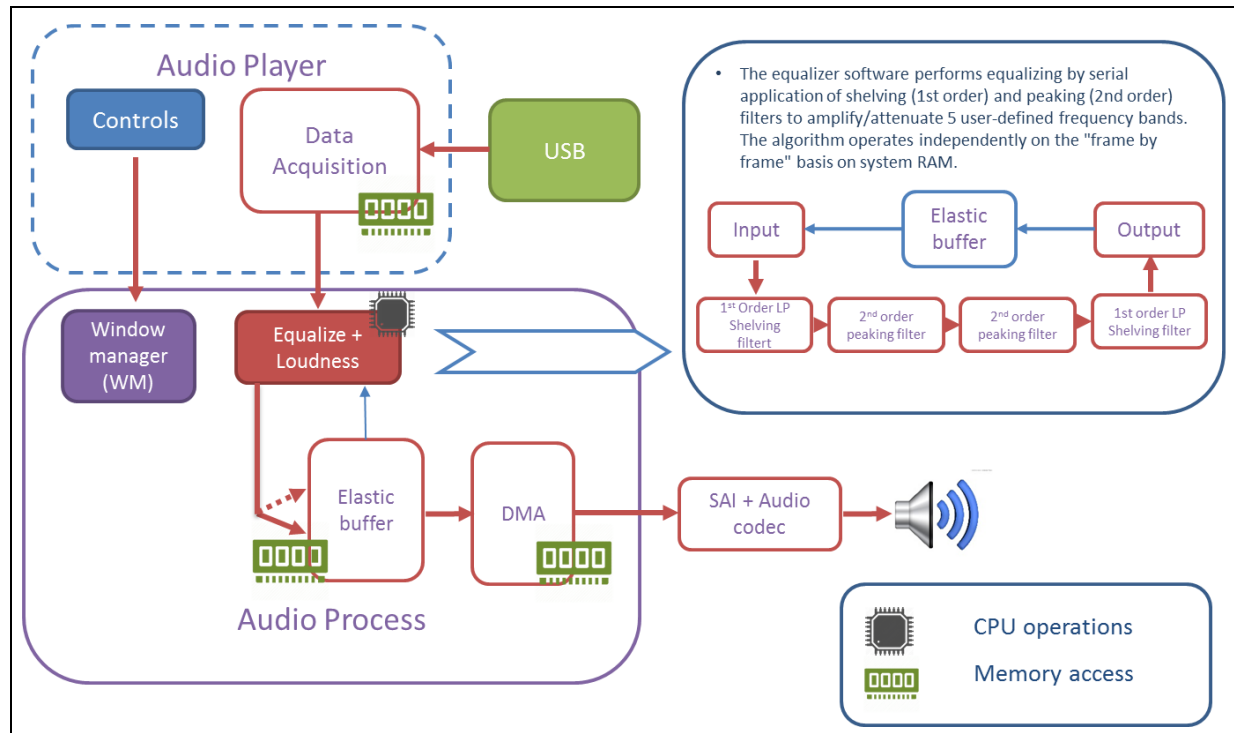 Audio Player
Controls
Data
Acquisition
USB
Window
manager
(WM)
Equalize +
Loudness
Elastic
buffer
DMA
Audio Process
SAI + Audio
codec
• The equalizer software performs equalizing by serial
application of shelving (1st order) and peaking (2nd order)
filters to amplify/attenuate 5 user-defined frequency bands.
The algorithm operates independently on the "frame by
frame" basis on system RAM.
Input
Elastic
buffer
Output
1st Order LP
Shelving
filtert
2nd order
peaking filter
2nd order
peaking filter
1st order LP
Shelving filter
CPU operations
Memory access